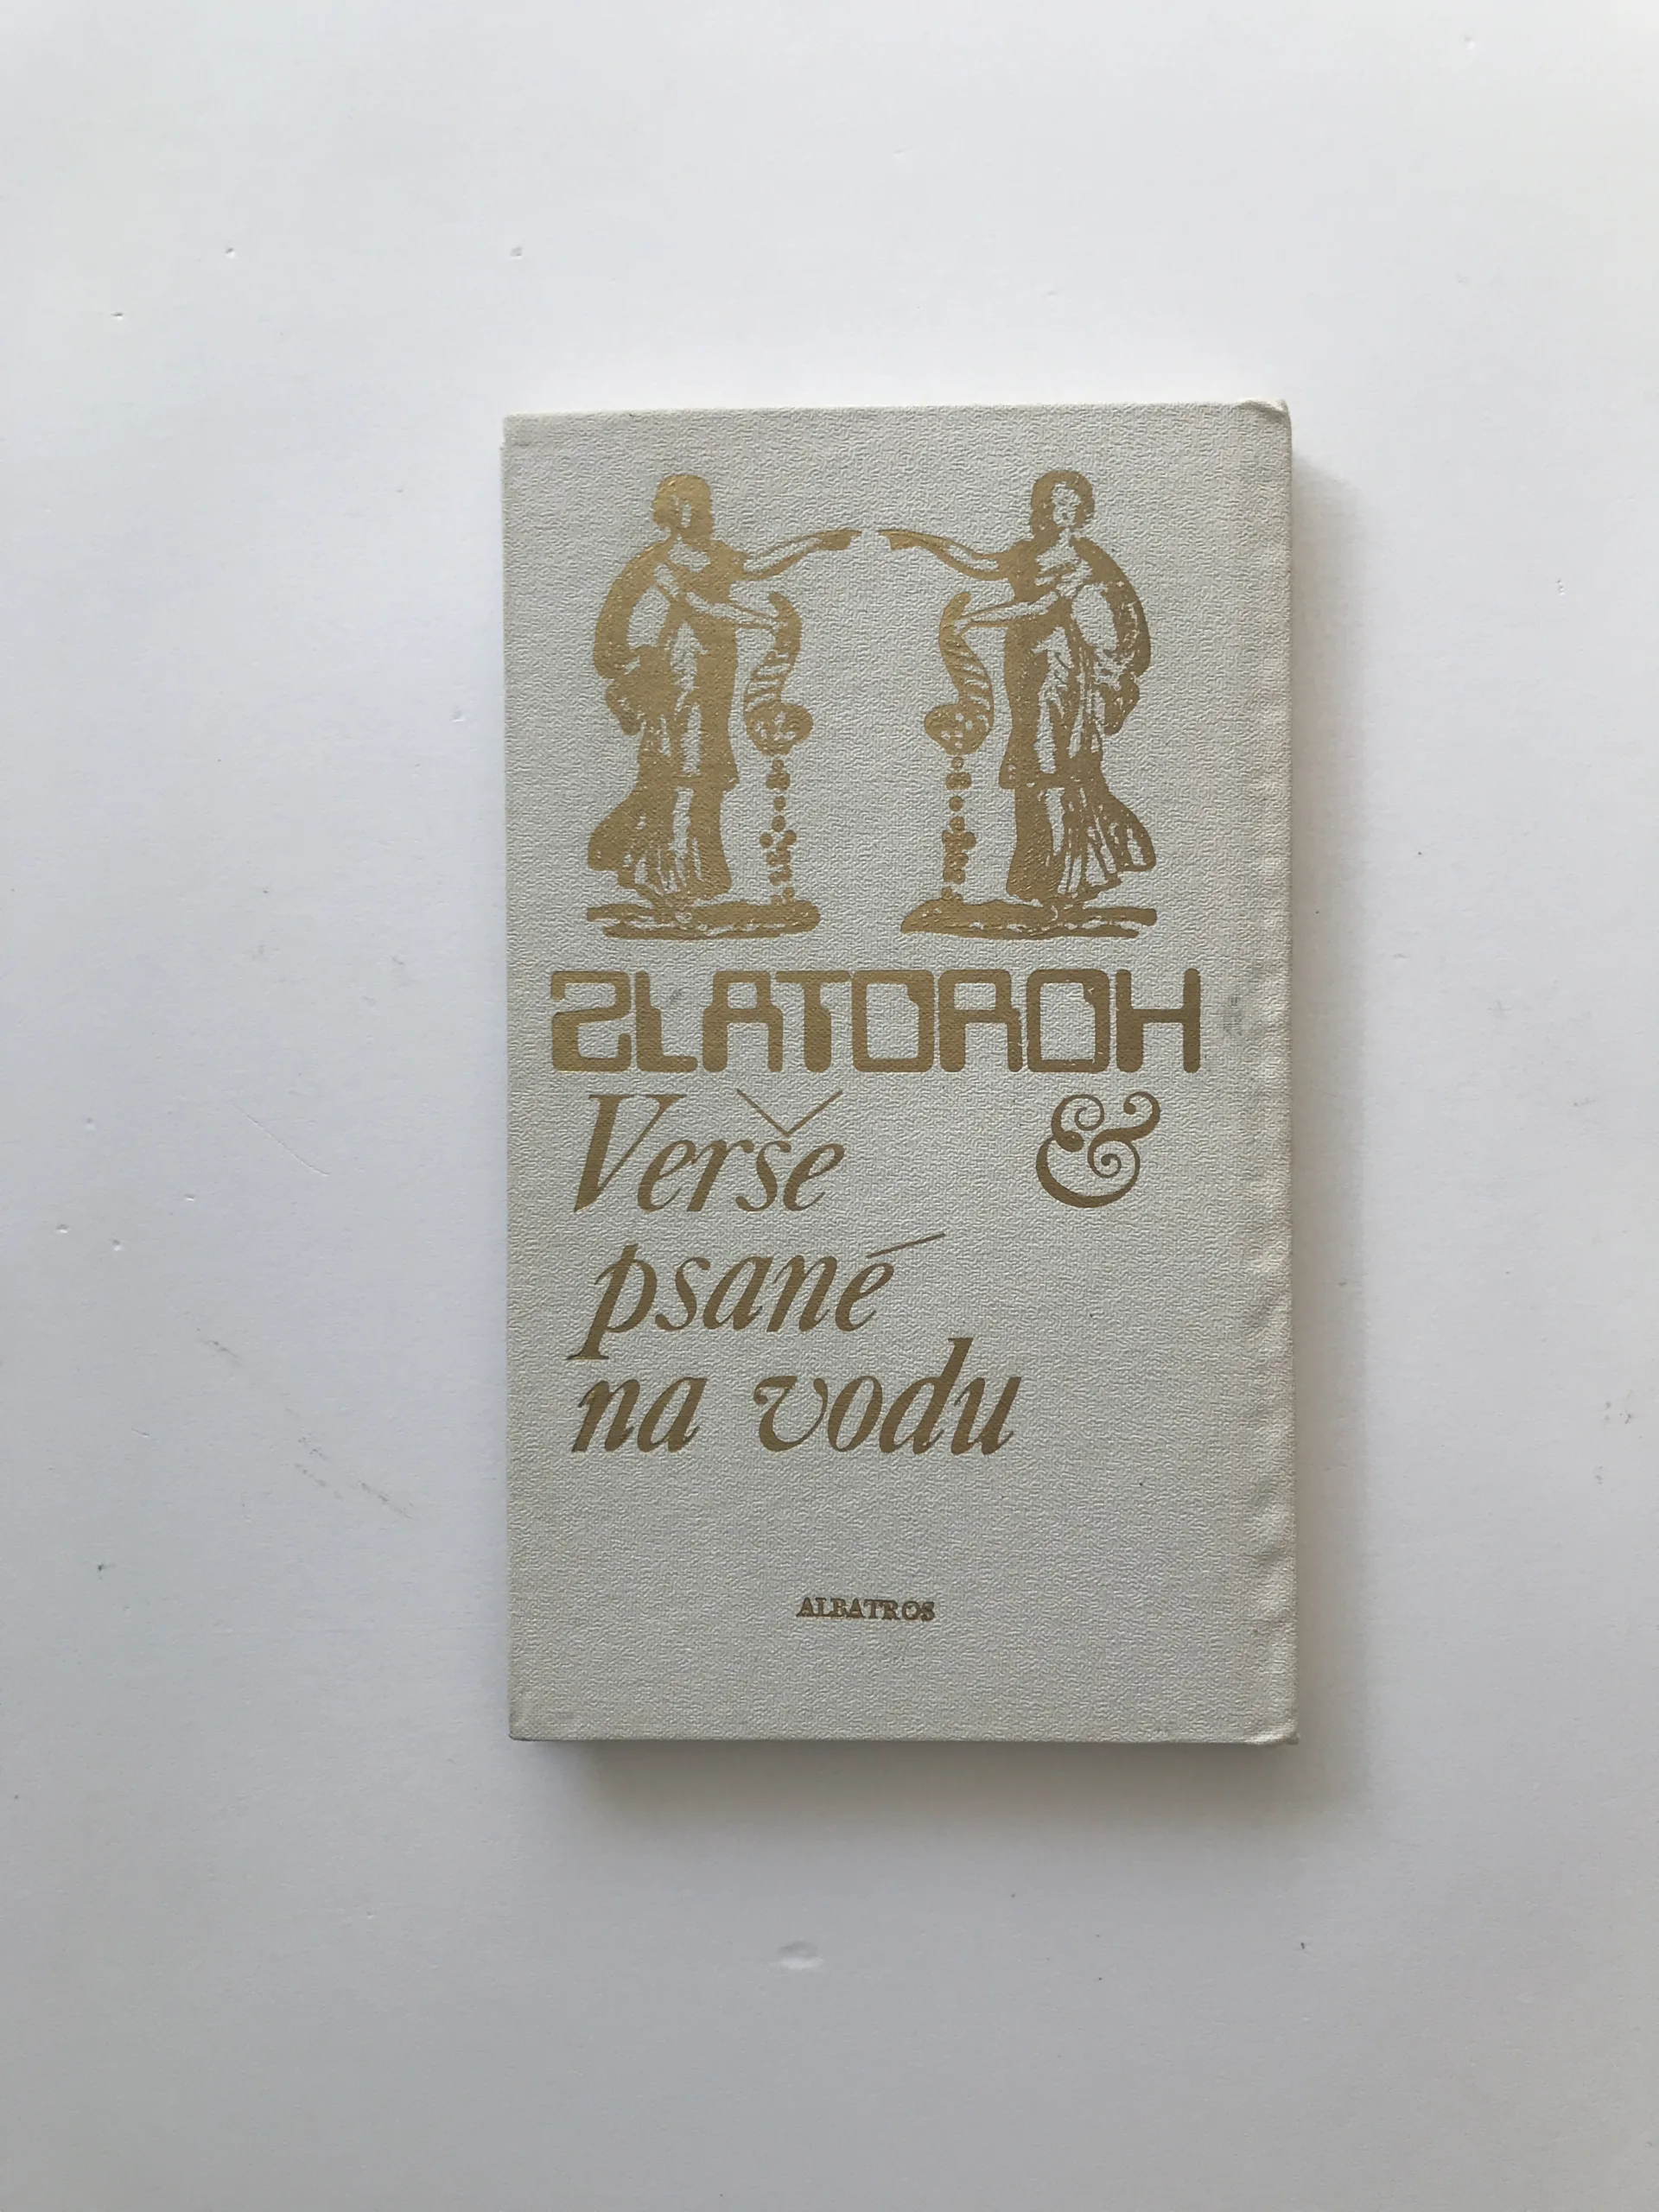 ZLATOROH
Verše &
psané
na vodu
ALBATROS